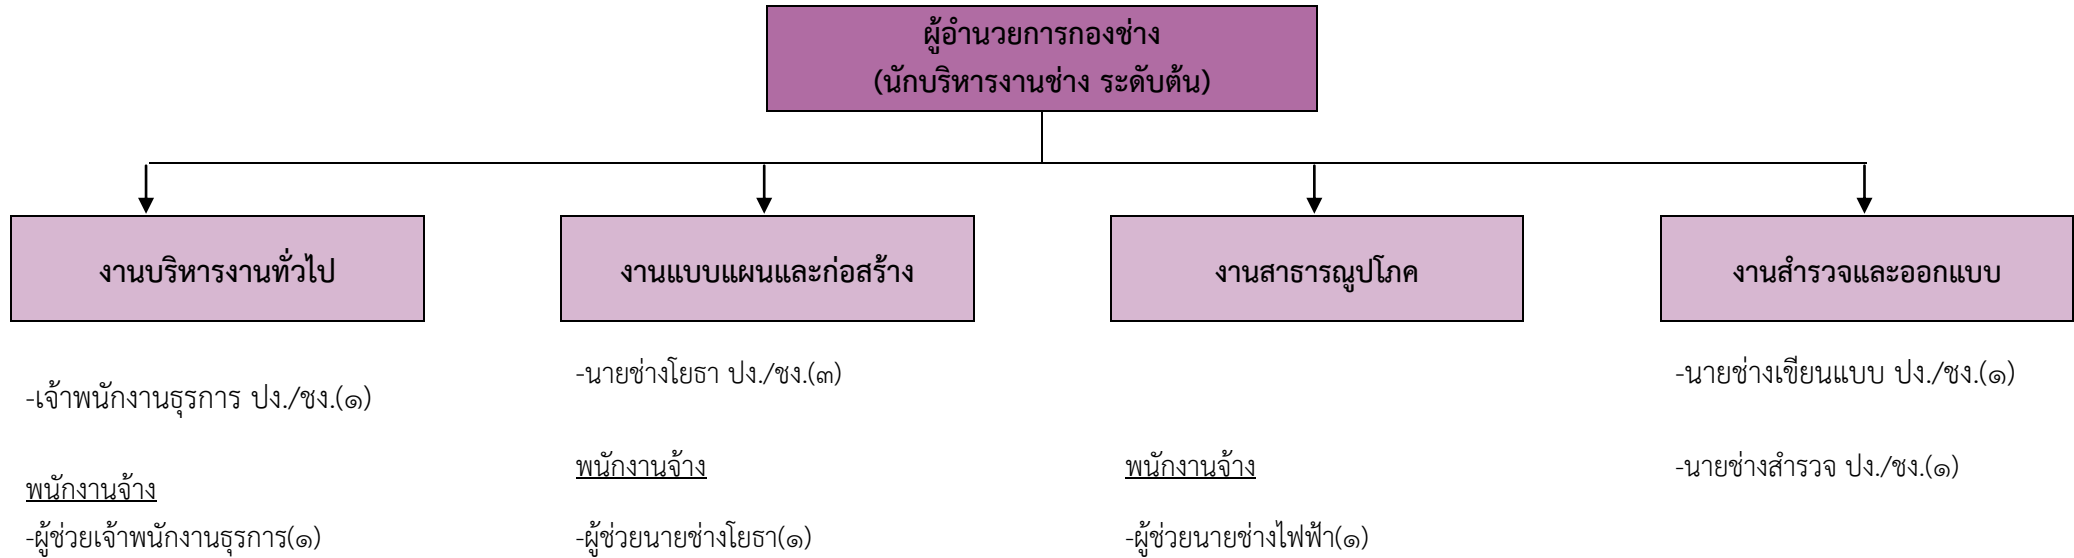 ผู้อำนวยการกองช่าง
(นักบริหารงานช่าง ระดับต้น)
งานบริหารงานทั่วไป
งานแบบแผนและก่อสร้าง
งานสาธารณูปโภค
งานสำรวจและออกแบบ
-เจ้าพนักงานธุรการ ปง./ชง.(๑)
พนักงานจ้าง
-ผู้ช่วยเจ้าพนักงานธุรการ(๑)
-นายช่างโยธา ปง./ชง.(๓)
พนักงานจ้าง
-ผู้ช่วยนายช่างโยธา(๑)
พนักงานจ้าง
-ผู้ช่วยนายช่างไฟฟ้า(๑)
-นายช่างเขียนแบบ ปง./ชง.(๑)
-นายช่างสำรวจ ปง./ชง.(๑)